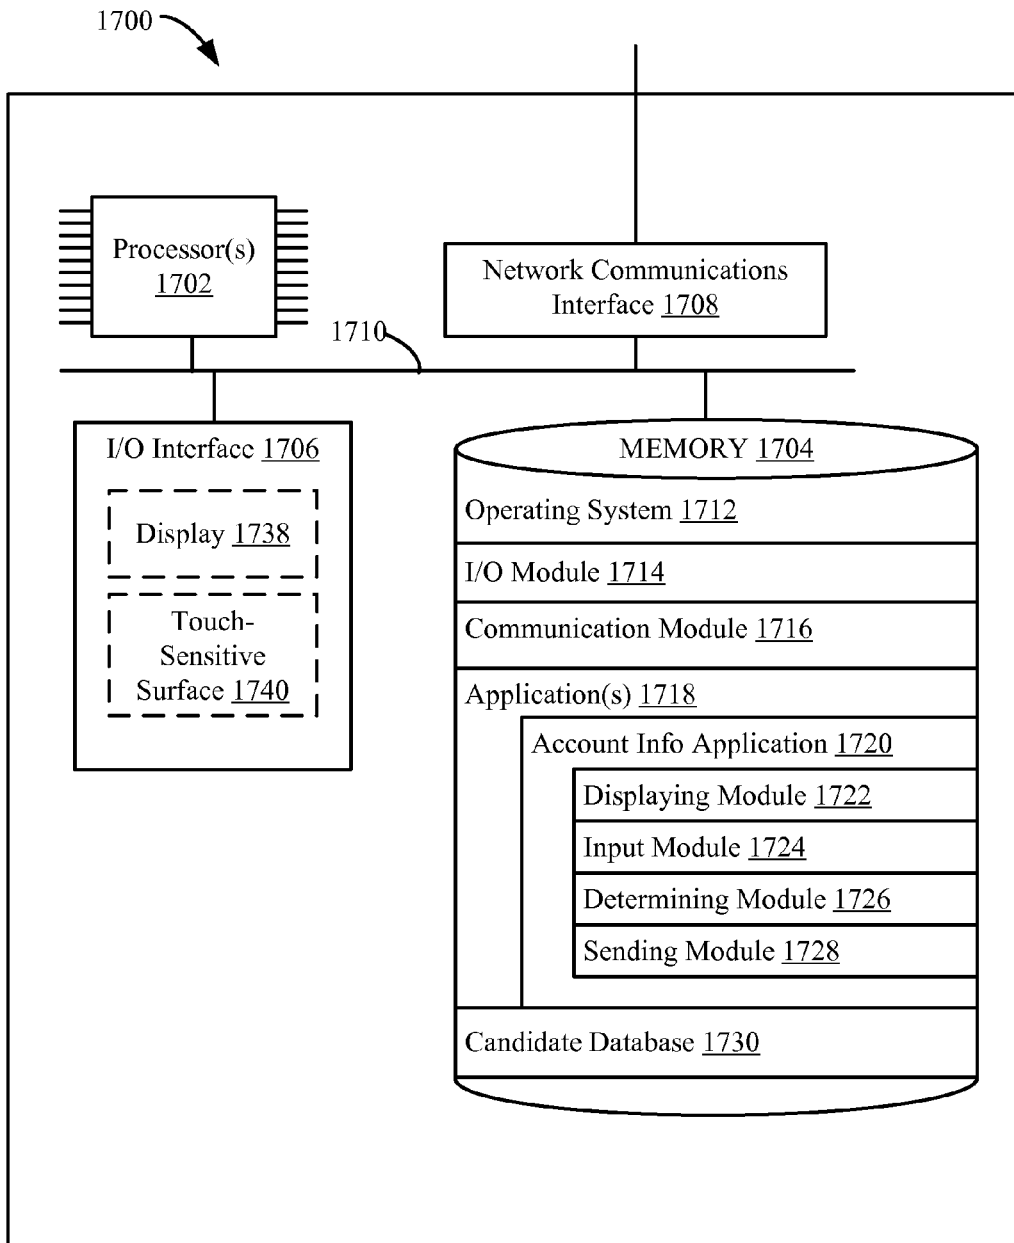 1700
Processor(s)
1702
Network Communications
Interface 1708
1710
I/O Interface 1706
Display 1738
Touch-
Sensitive
Surface 1740
MEMORY 1704
Operating System 1712
I/O Module 1714
Communication Module 1716
Application(s) 1718
Account Info Application 1720
Displaying Module 1722
Input Module 1724
Determining Module 1726
Sending Module 1728
Candidate Database 1730